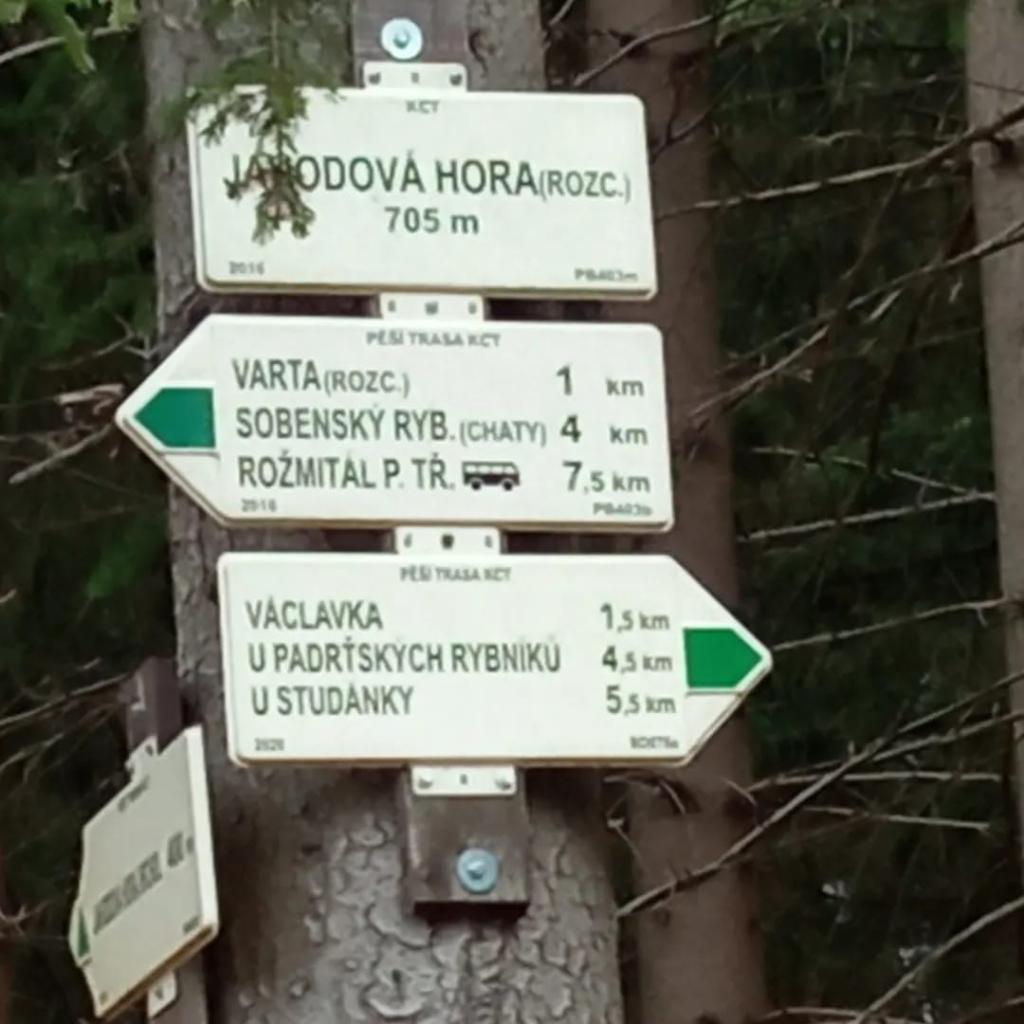 KČT
JAHODOVÁ HORA (ROZC.)
705 m
2016 PB403m
PĚŠÍ TRASA KČT
VARTA (ROZC.) 1 km
SOBENSKÝ RYB. (CHATY) 4 km
ROŽMITÁL P. TŘ. 7,5 km
2016 PB403b
PĚŠÍ TRASA KČT
VÁCLAVKA 1,5 km
U PADRŤSKÝCH RYBNÍKŮ 4,5 km
U STUDÁNKY 5,5 km
2020